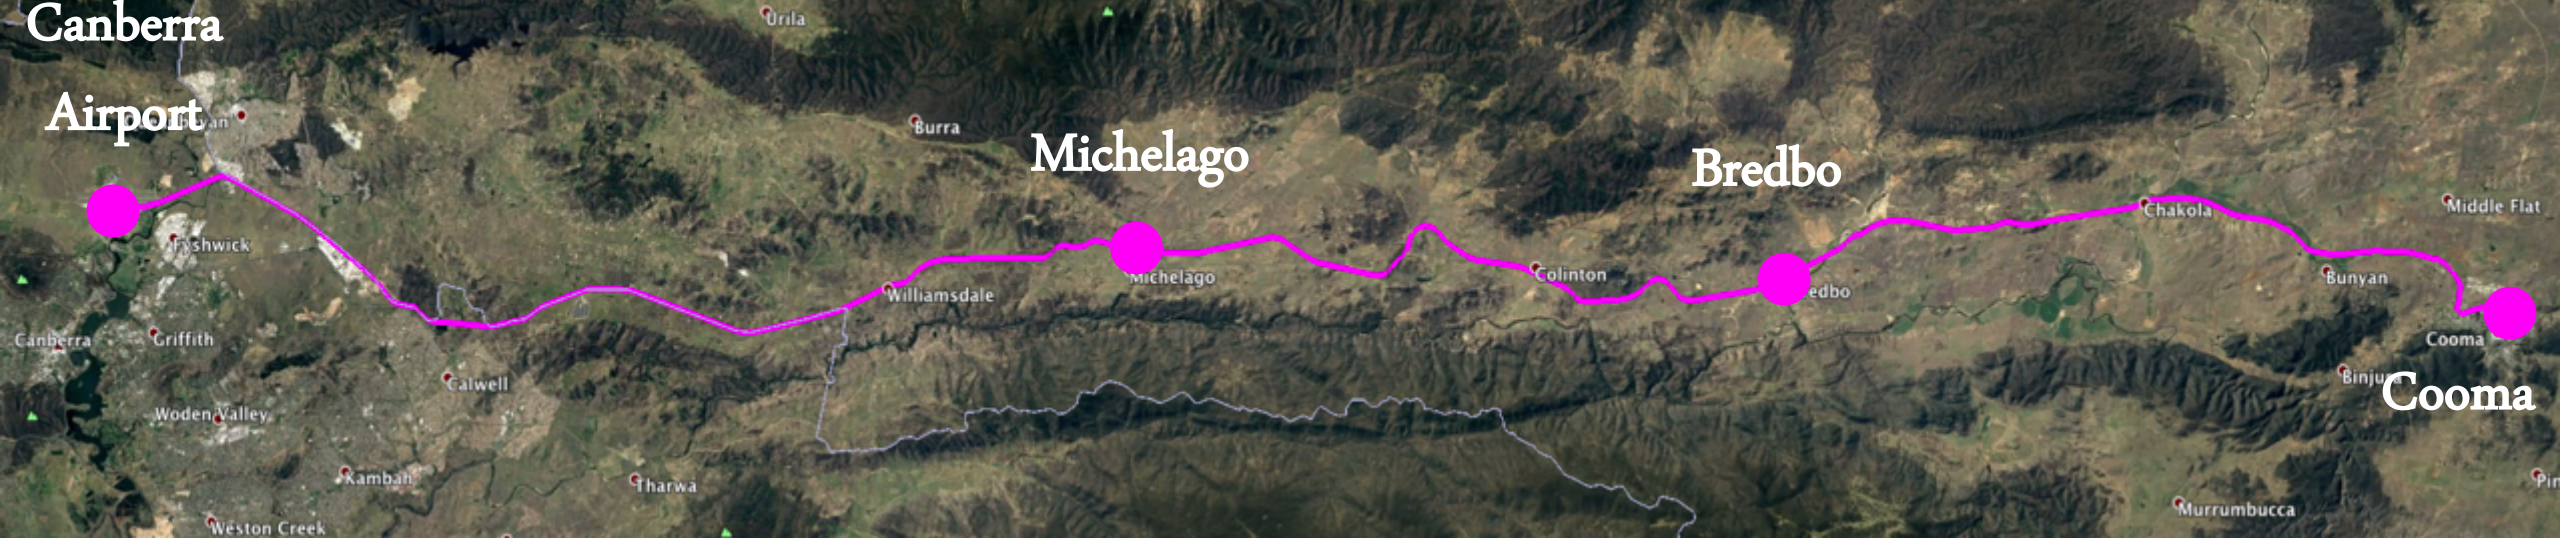 Canberra
Airport
Urila
Burra
Michelago
Bredbo
Fyshwick
Michelago
Williamsdale
Colinton
Chakola
Middle Flat
Bunyan
Canberra
Griffith
Calwell
Cooma
Cooma
Woden Valley
Kambah
Tharwa
Weston Creek
Murrumbucca